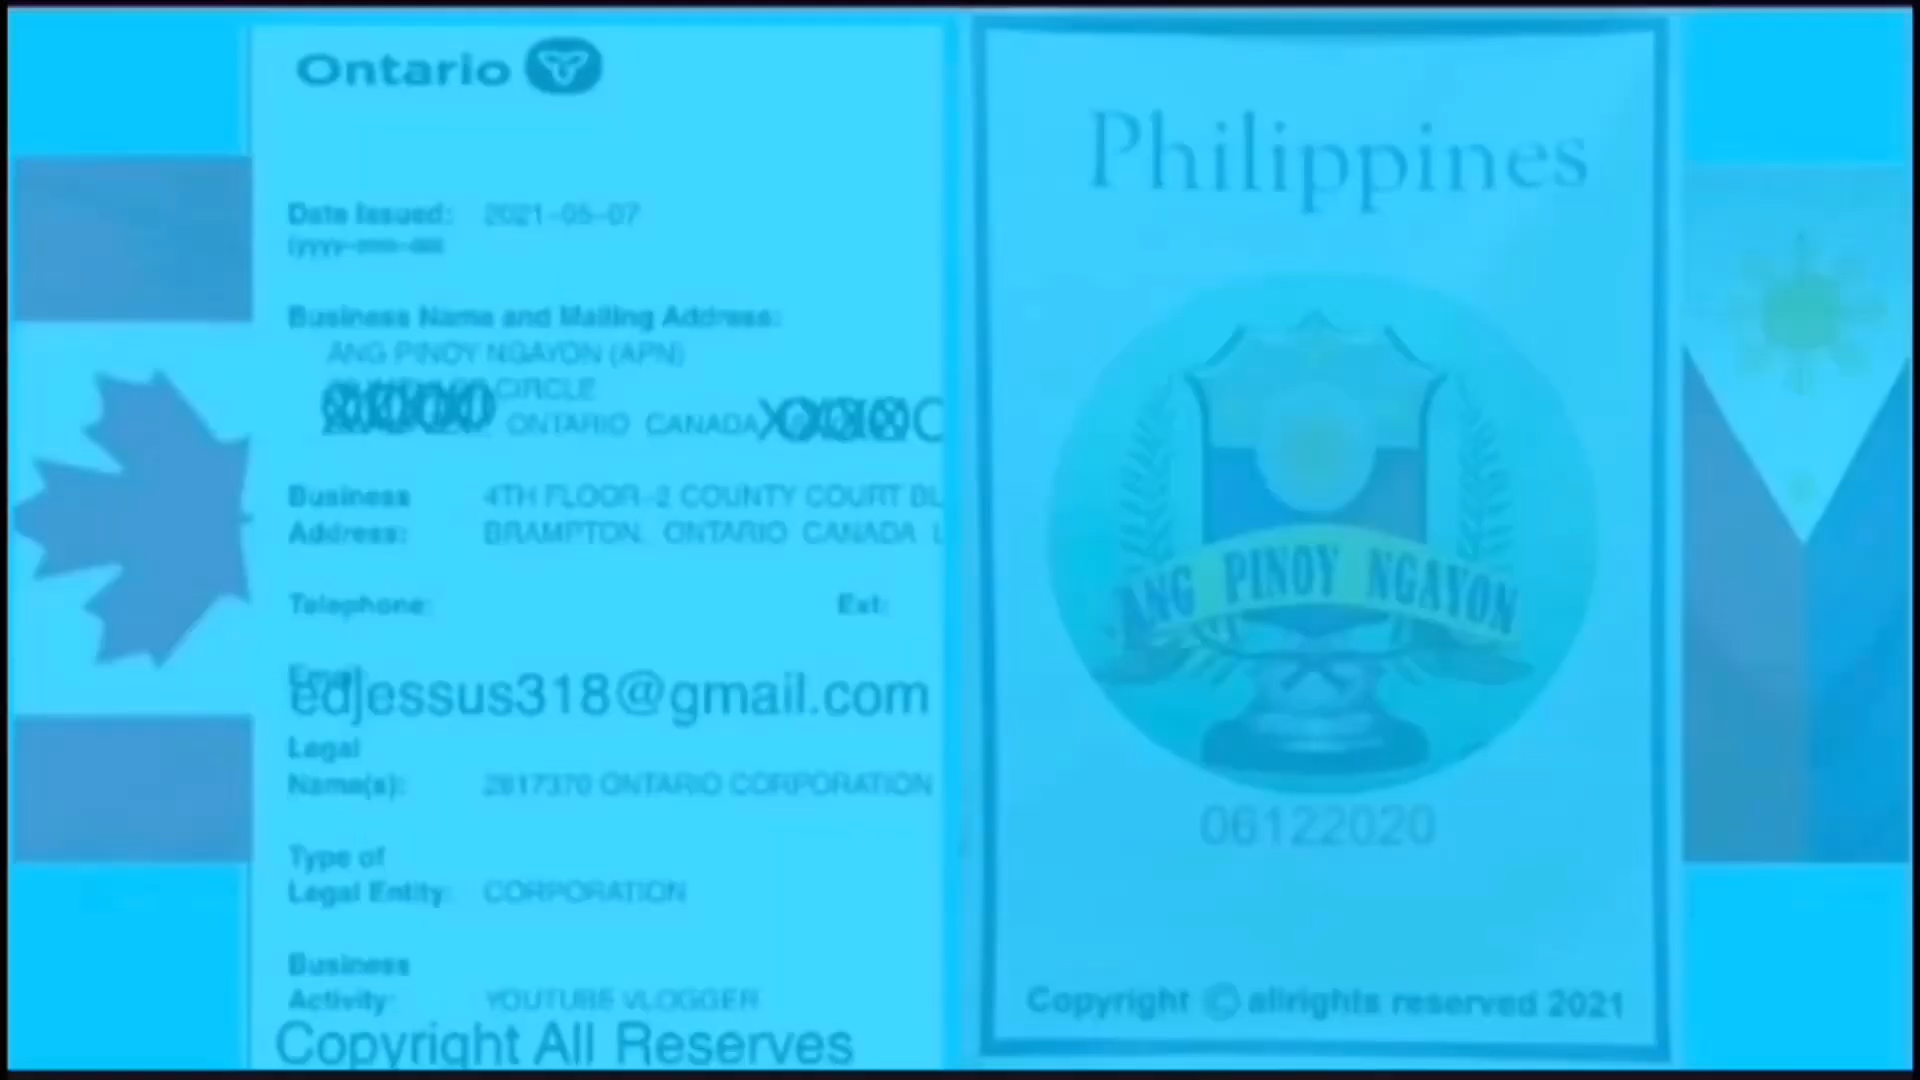 Ontario
Date Issued: 2021-05-07
Business Name and Mailing Address:
ANG PINOY NGAYON (APN)
CIRCLE
ONTARIO CANADA
Business 4TH FLOOR-2 COUNTY COURT BL
Address: BRAMPTON, ONTARIO CANADA L
Telephone: Ext:
Email:
edjessus318@gmail.com
Legal
Name(s): 2817370 ONTARIO CORPORATION
Type of
Legal Entity: CORPORATION
Business
Activity: YOUTUBE VLOGGER
Copyright All Reserves
Philippines
ANG PINOY NGAYON
06122020
Copyright © allrights reserved 2021